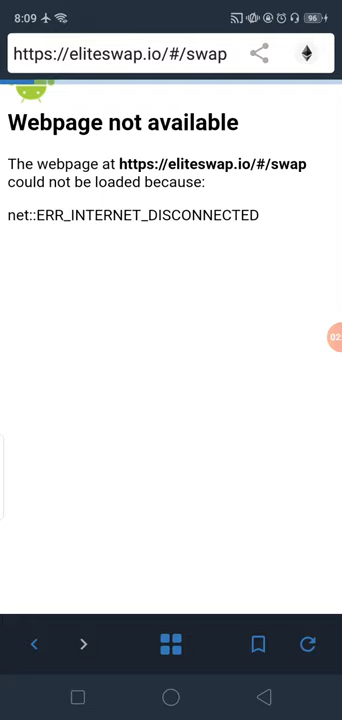 8:09
96
https://eliteswap.io/#/swap
Webpage not available
The webpage at https://eliteswap.io/#/swap
could not be loaded because:
net::ERR_INTERNET_DISCONNECTED
02